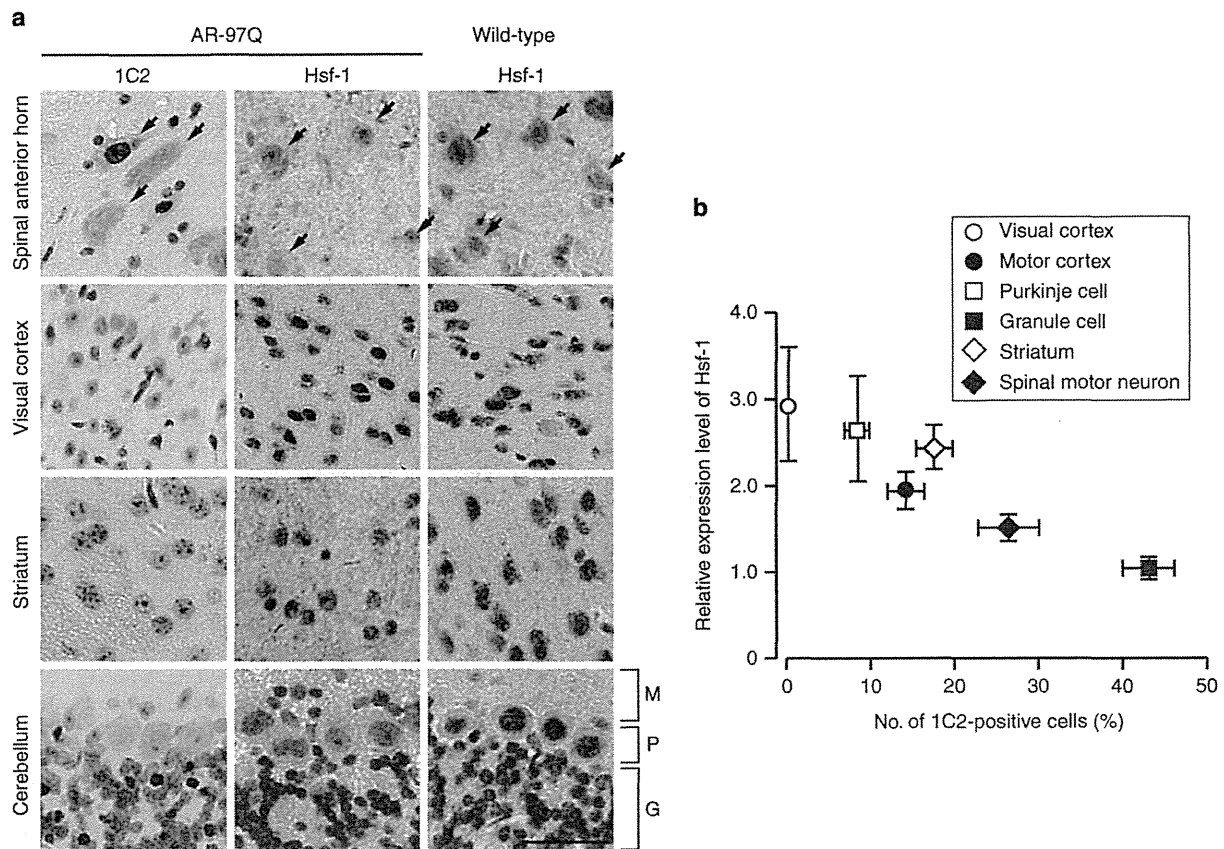 a
AR-97Q
Wild-type
1C2
Hsf-1
Hsf-1
Spinal anterior horn
Visual cortex
Striatum
Cerebellum
M
P
G
b
Visual cortex
Motor cortex
Purkinje cell
Granule cell
Striatum
Spinal motor neuron
Relative expression level of Hsf-1
4.0
3.0
2.0
1.0
0
0 10 20 30 40 50
No. of 1C2-positive cells (%)